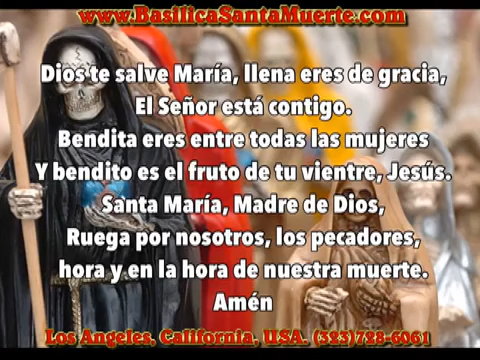 www.BasilicaSantaMuerte.com
Dios te salve María, llena eres de gracia,
El Señor está contigo.
Bendita eres entre todas las mujeres
Y bendito es el fruto de tu vientre, Jesús.
Santa María, Madre de Dios,
Ruega por nosotros, los pecadores,
hora y en la hora de nuestra muerte.
Amén
Los Angeles, California, USA. (323)728-6061